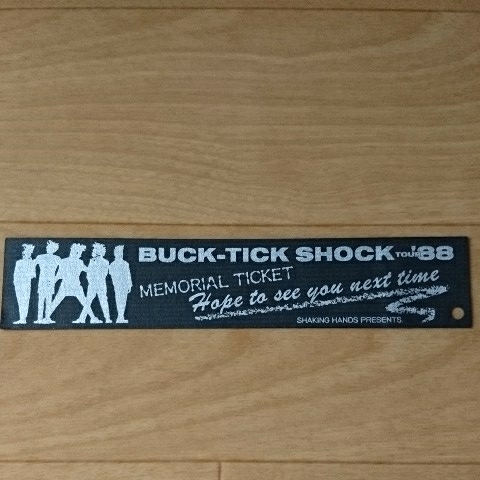 BUCK-TICK SHOCK TOUR '88
MEMORIAL TICKET
Hope to see you next time
SHAKING HANDS PRESENTS